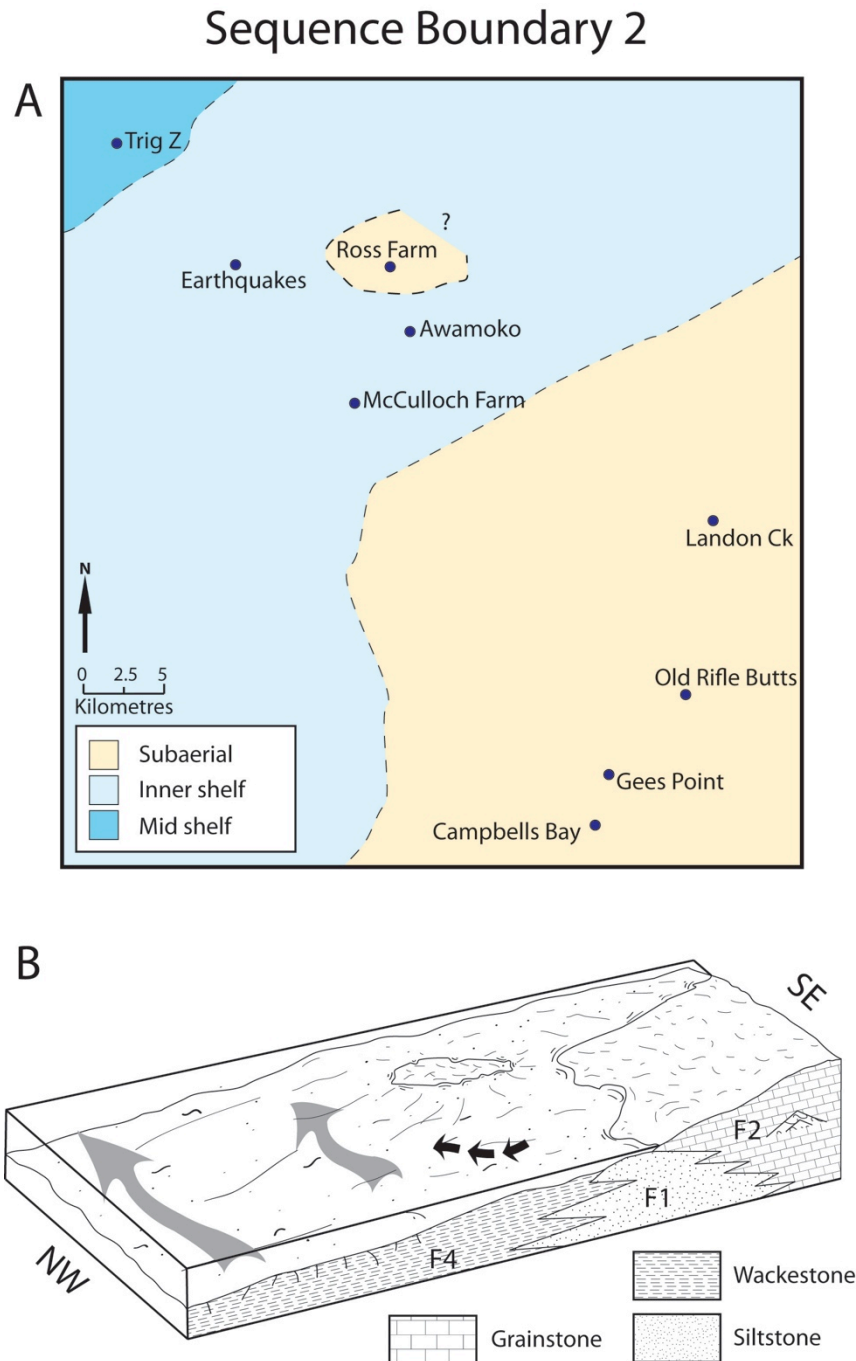 Sequence Boundary 2
A
Trig Z
?
Ross Farm
Earthquakes
Awamoko
McCulloch Farm
Landon Ck
N
0 2.5 5
Kilometres
Old Rifle Butts
Subaerial
Inner shelf
Mid shelf
Gees Point
Campbells Bay
B
SE
F2
F1
F4
NW
Wackestone
Grainstone
Siltstone